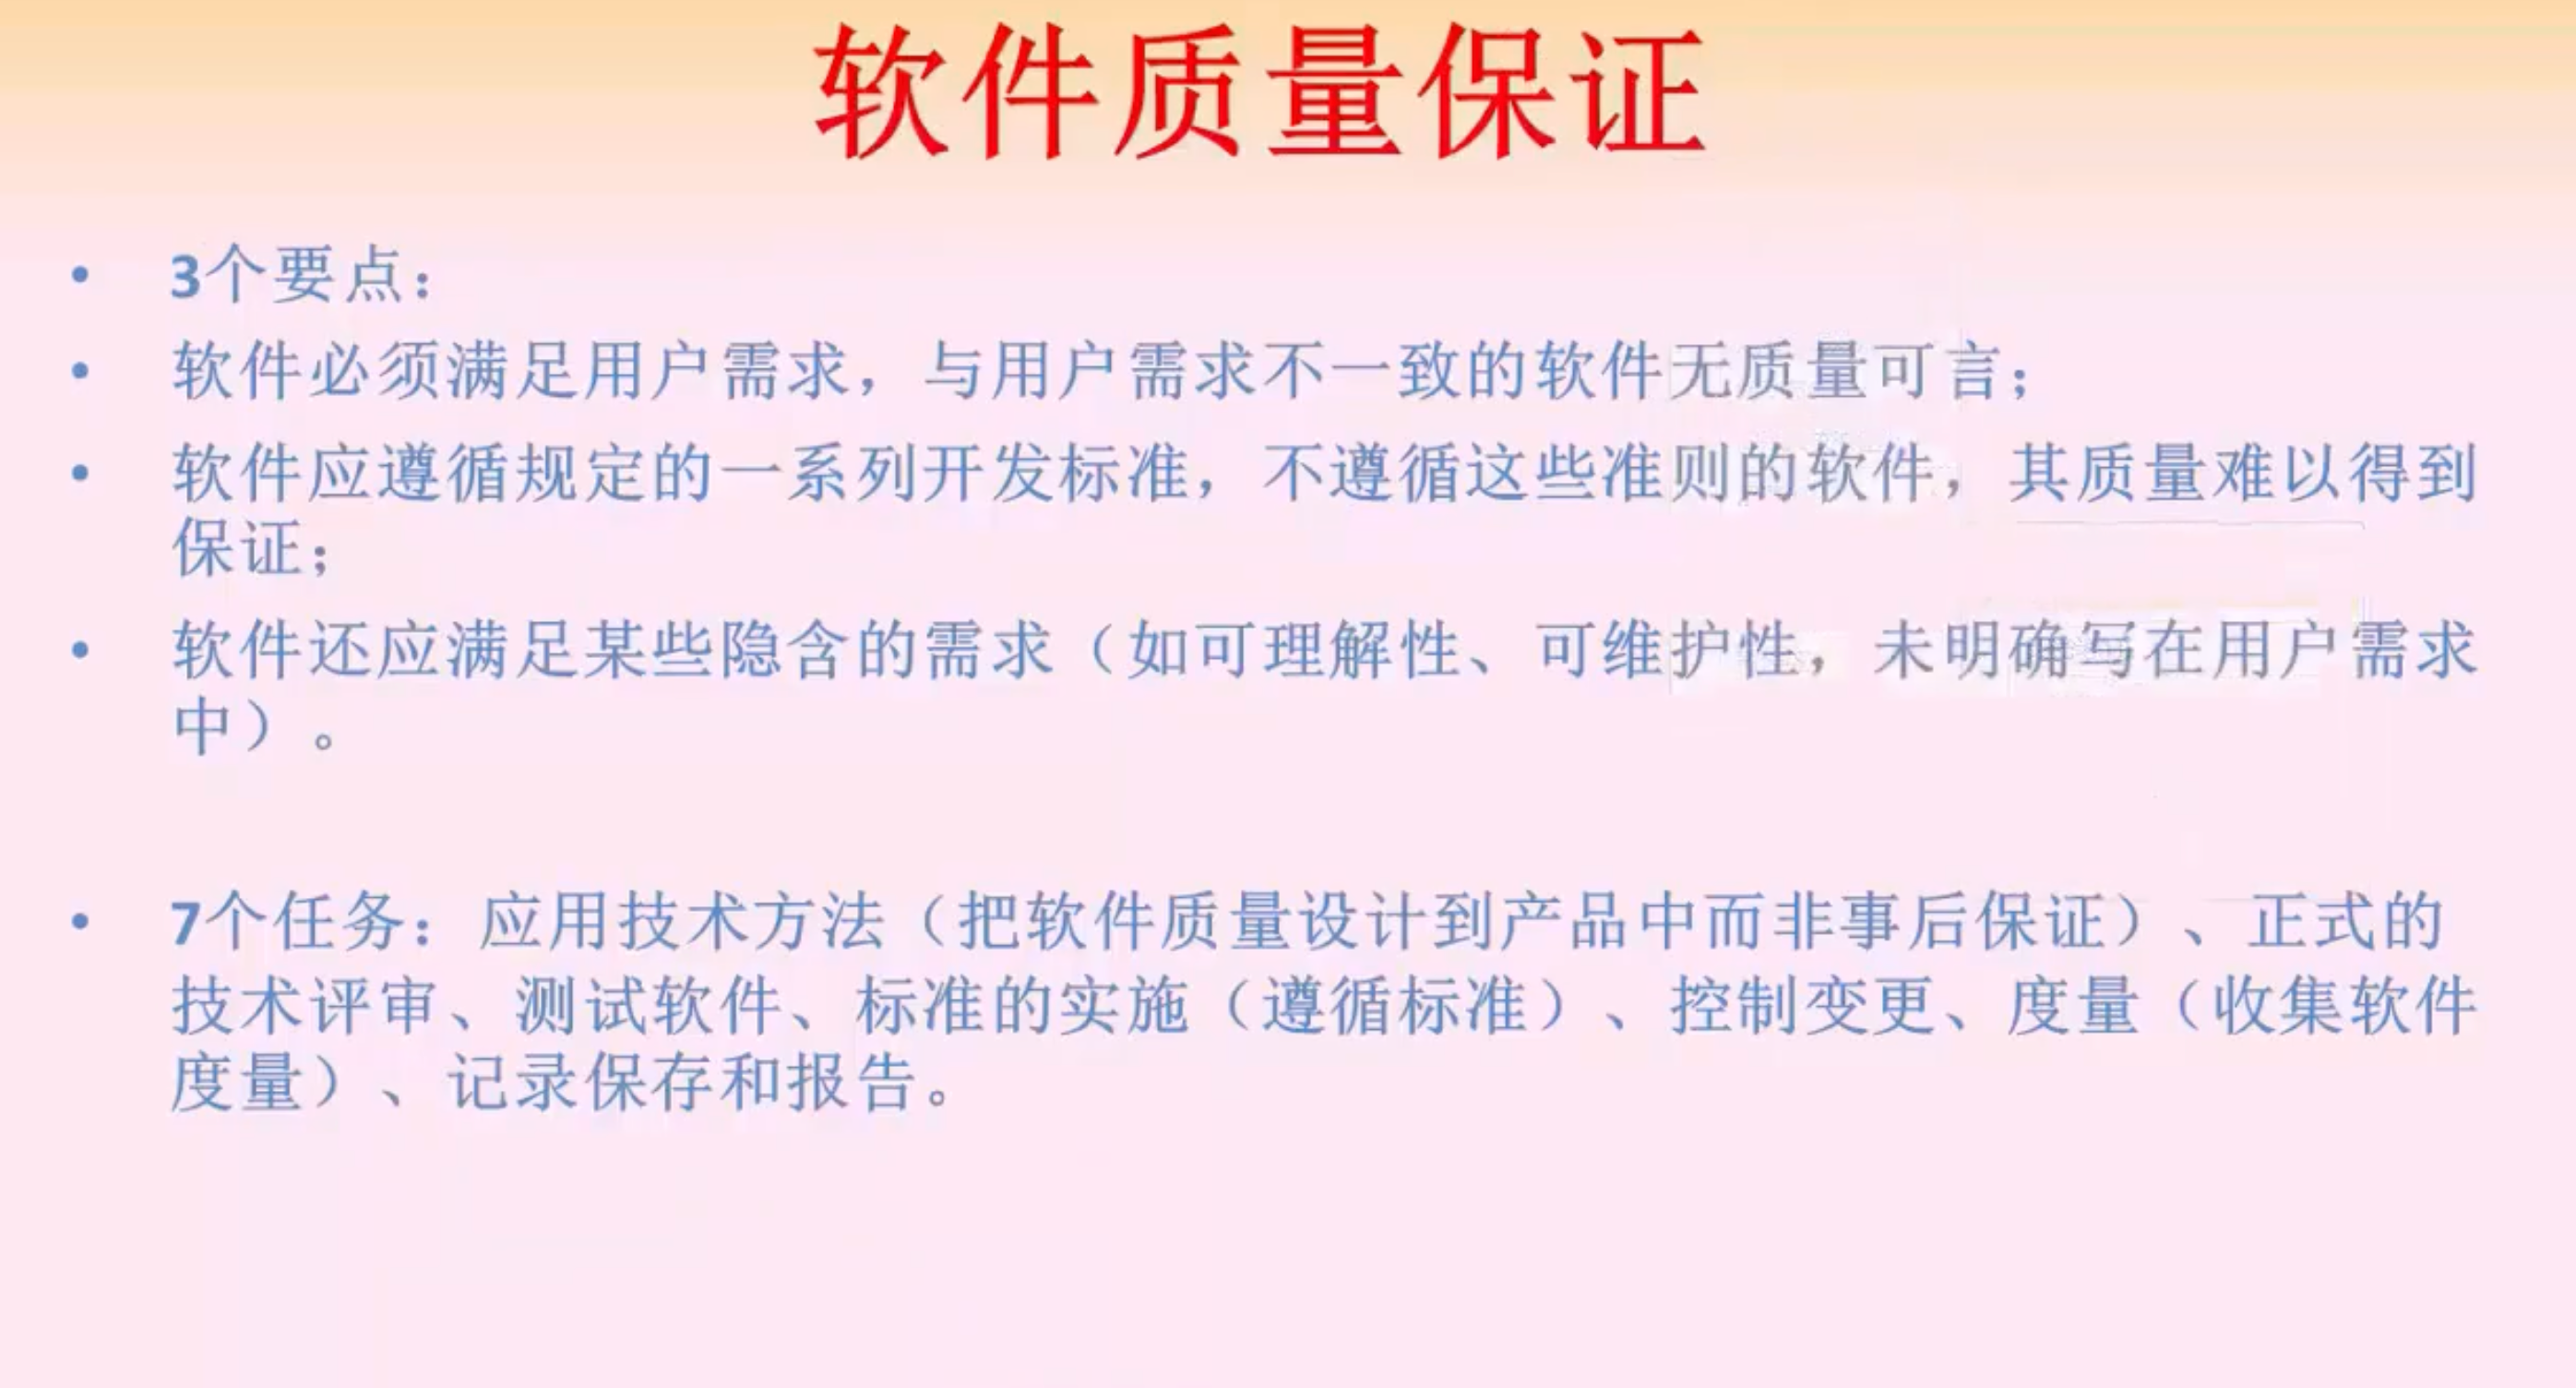 软件质量保证
• 3个要点：
• 软件必须满足用户需求，与用户需求不一致的软件无质量可言；
• 软件应遵循规定的一系列开发标准，不遵循这些准则的软件，其质量难以得到
保证；
• 软件还应满足某些隐含的需求（如可理解性、可维护性，未明确写在用户需求
中）。
• 7个任务：应用技术方法（把软件质量设计到产品中而非事后保证）、正式的
技术评审、测试软件、标准的实施（遵循标准）、控制变更、度量（收集软件
度量）、记录保存和报告。